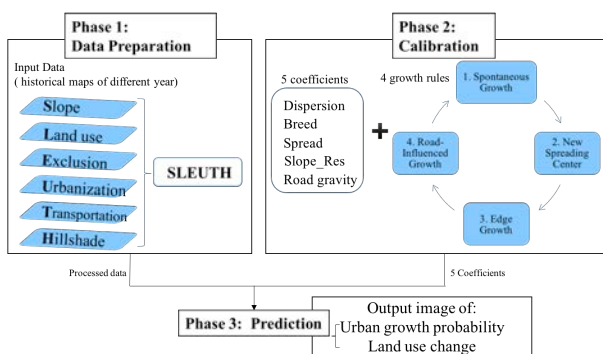 Phase 1:
Data Preparation
Input Data
( historical maps of different year)
Slope
Land use
Exclusion
Urbanization
Transportation
Hillshade
SLEUTH
Phase 2:
Calibration
5 coefficients
Dispersion
Breed
Spread
Slope_Res
Road gravity
+
4 growth rules
1. Spontaneous
Growth
2. New
Spreading
Center
3. Edge
Growth
4. Road-
Influenced
Growth
Processed data
5 Coefficients
Phase 3: Prediction
Output image of:
Urban growth probability
Land use change